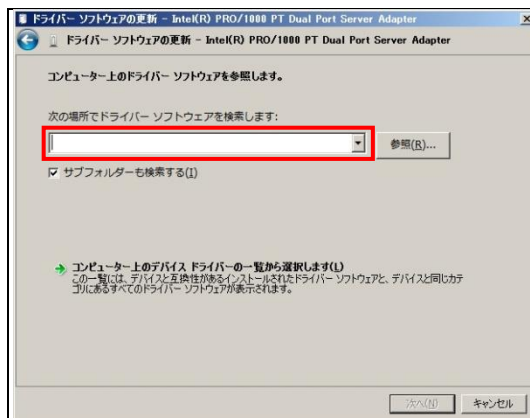 ドライバー ソフトウェアの更新 - Intel(R) PRO/1000 PT Dual Port Server Adapter
ドライバー ソフトウェアの更新 - Intel(R) PRO/1000 PT Dual Port Server Adapter
コンピューター上のドライバー ソフトウェアを参照します。
次の場所でドライバー ソフトウェアを検索します:
参照(R)...
サブフォルダーも検索する(I)
コンピューター上のデバイス ドライバーの一覧から選択します(L)
この一覧には、デバイスと互換性があるインストールされたドライバー ソフトウェアと、デバイスと同じカテ
ゴリにあるすべてのドライバー ソフトウェアが表示されます。
次へ(N)
キャンセル